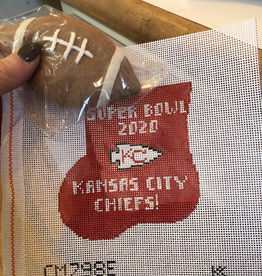 SUPER BOWL
2020
KC
KANSAS CITY
CHIEFS!
CM798E
KK